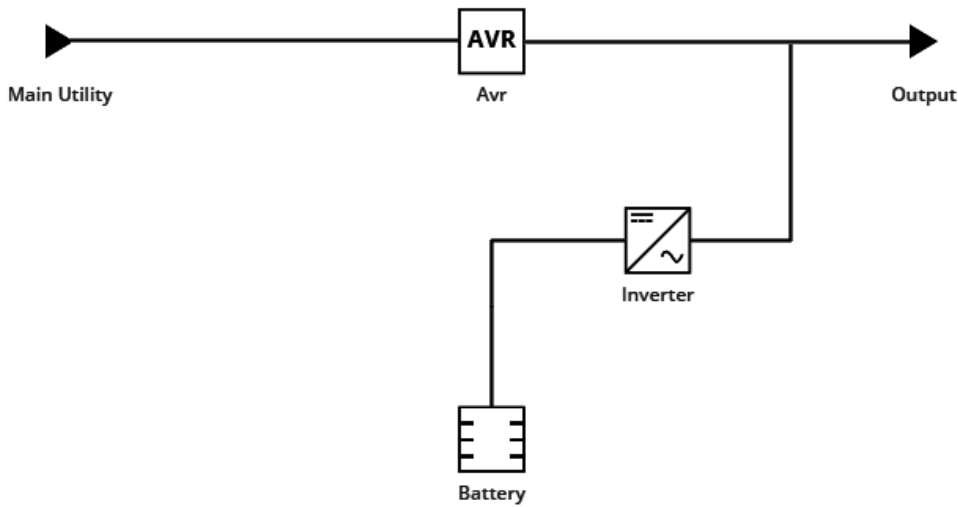 AVR
Main Utility
Avr
Output
Inverter
Battery